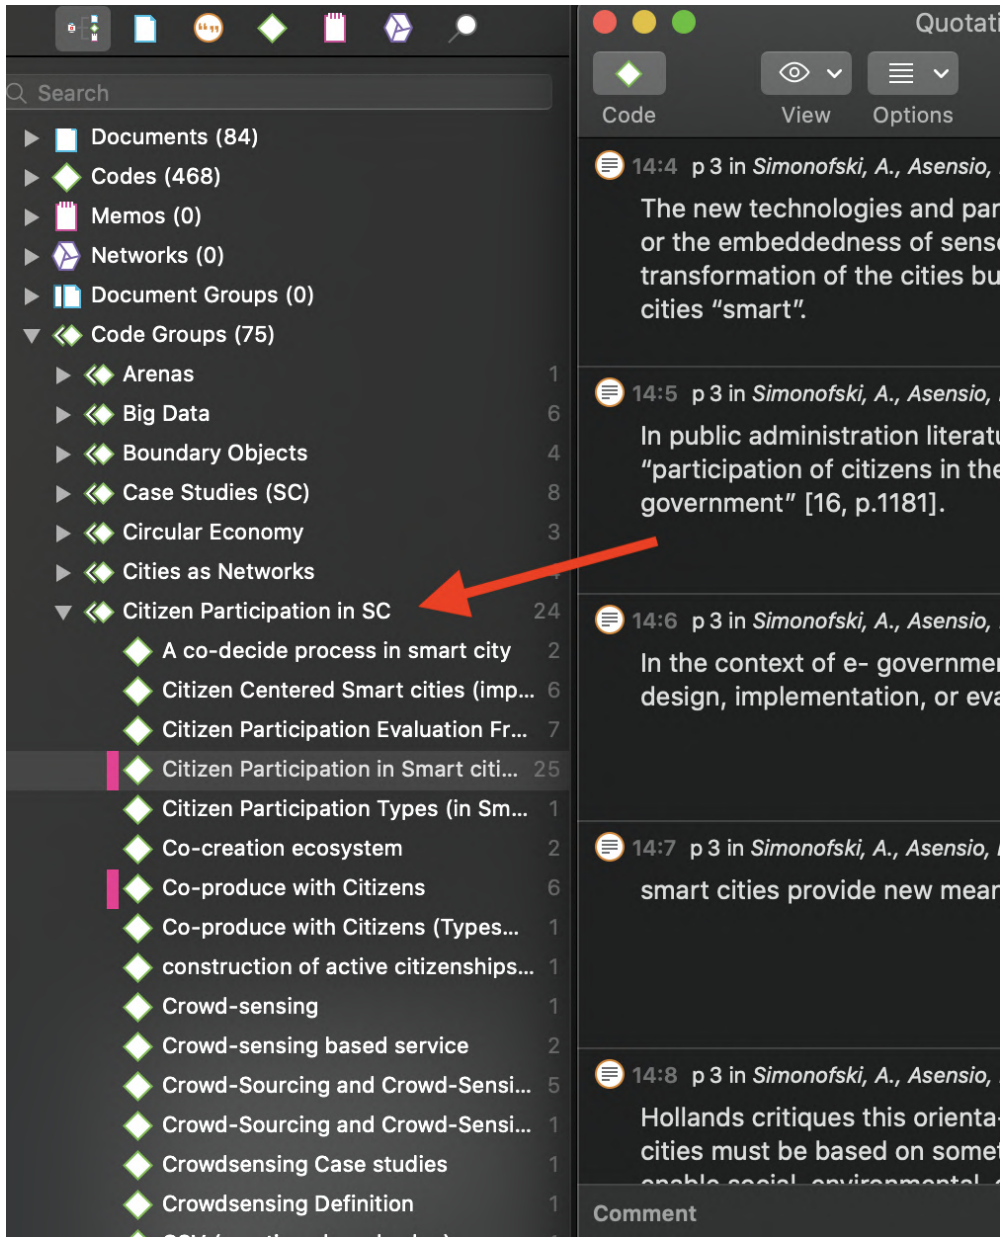 Search
Documents (84)
Codes (468)
Memos (0)
Networks (0)
Document Groups (0)
Code Groups (75)
Arenas 1
Big Data 6
Boundary Objects 4
Case Studies (SC) 8
Circular Economy 3
Cities as Networks
Citizen Participation in SC 24
A co-decide process in smart city 2
Citizen Centered Smart cities (imp... 6
Citizen Participation Evaluation Fr... 7
Citizen Participation in Smart citi... 25
Citizen Participation Types (in Sm... 1
Co-creation ecosystem 2
Co-produce with Citizens 6
Co-produce with Citizens (Types... 1
construction of active citizenships... 1
Crowd-sensing 1
Crowd-sensing based service 2
Crowd-Sourcing and Crowd-Sensi... 5
Crowd-Sourcing and Crowd-Sensi... 1
Crowdsensing Case studies 1
Crowdsensing Definition 1
Quotati
Code View Options
14:4 p 3 in Simonofski, A., Asensio,
The new technologies and par
or the embeddedness of senso
transformation of the cities bu
cities “smart”.
14:5 p 3 in Simonofski, A., Asensio,
In public administration literatu
“participation of citizens in the
government” [16, p.1181].
14:6 p 3 in Simonofski, A., Asensio,
In the context of e- governmen
design, implementation, or eva
14:7 p 3 in Simonofski, A., Asensio,
smart cities provide new mean
14:8 p 3 in Simonofski, A., Asensio,
Hollands critiques this orienta-
cities must be based on somet
enable social, environmental,
Comment